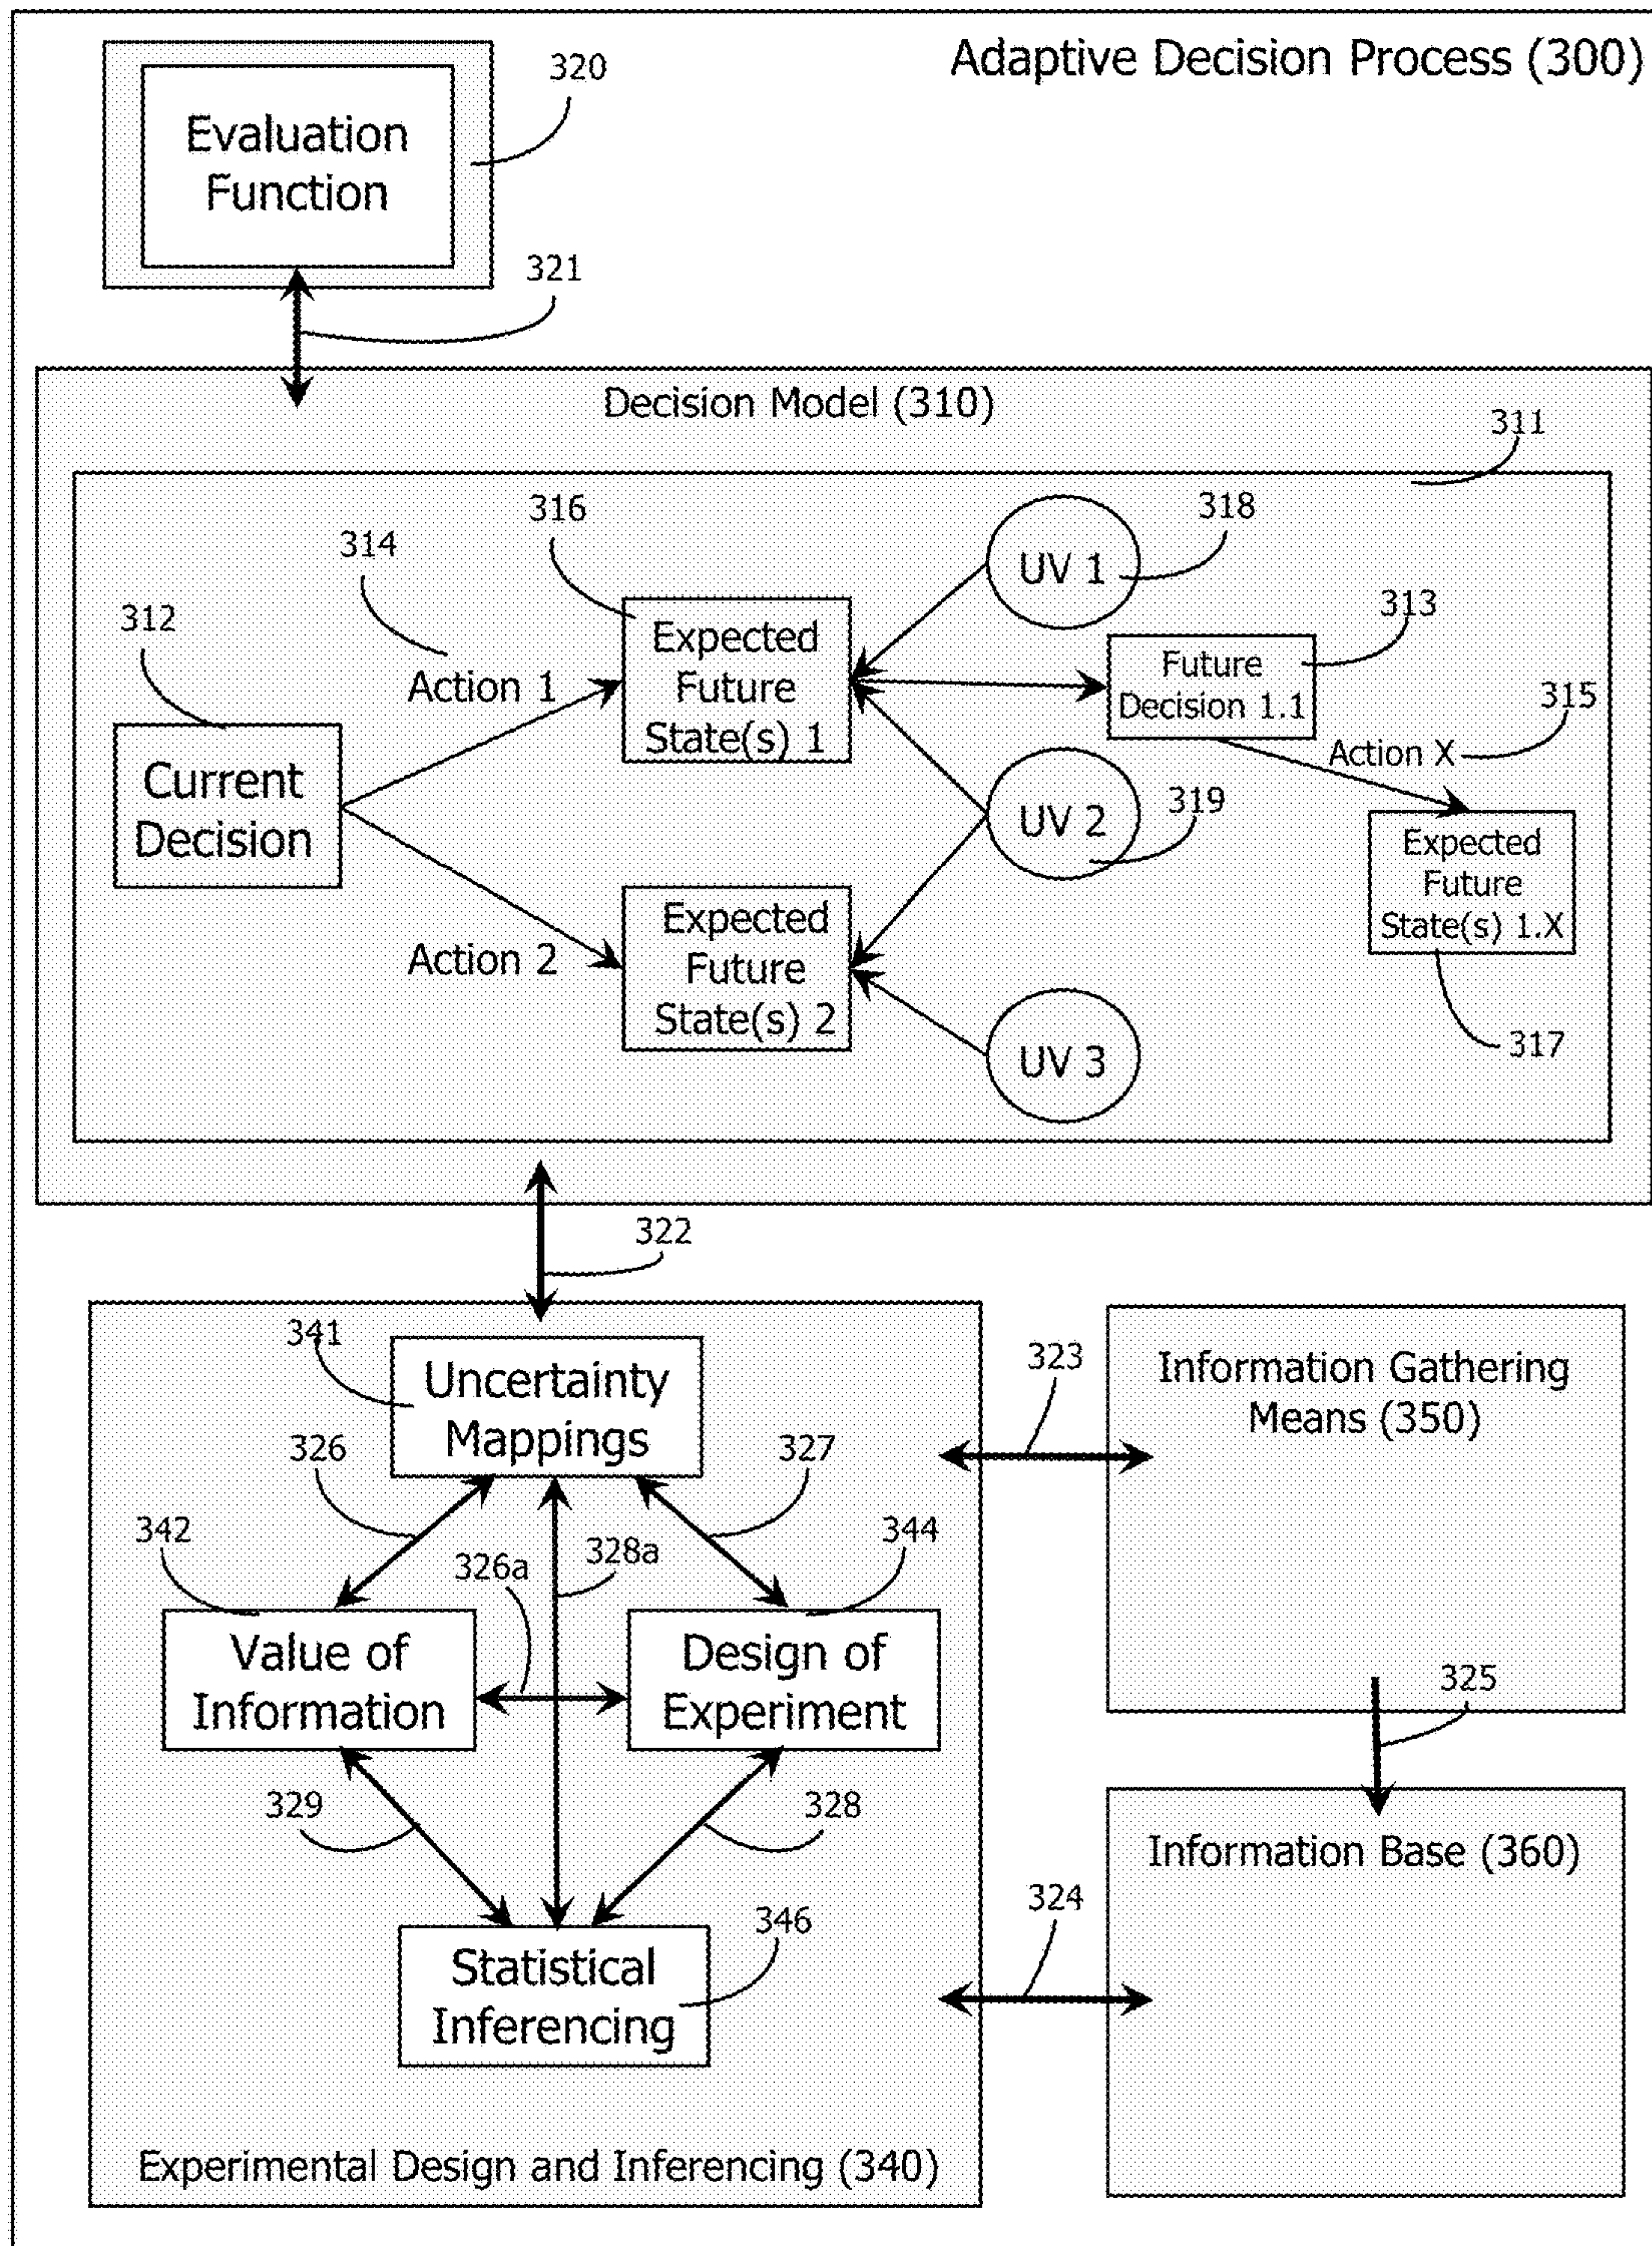 Adaptive Decision Process (300)
320
Evaluation
Function
321
Decision Model (310)
311
316
318
314
UV 1
313
312
Expected
Future
State(s) 1
Action 1
Future
Decision 1.1
315
Action X
Current
Decision
UV 2
319
Expected
Future
State(s) 1.X
Expected
Future
State(s) 2
Action 2
317
UV 3
322
341
Uncertainty
Mappings
323
Information Gathering
Means (350)
326
327
342
344
326a
328a
Value of
Information
Design of
Experiment
325
329
328
Information Base (360)
324
346
Statistical
Inferencing
Experimental Design and Inferencing (340)